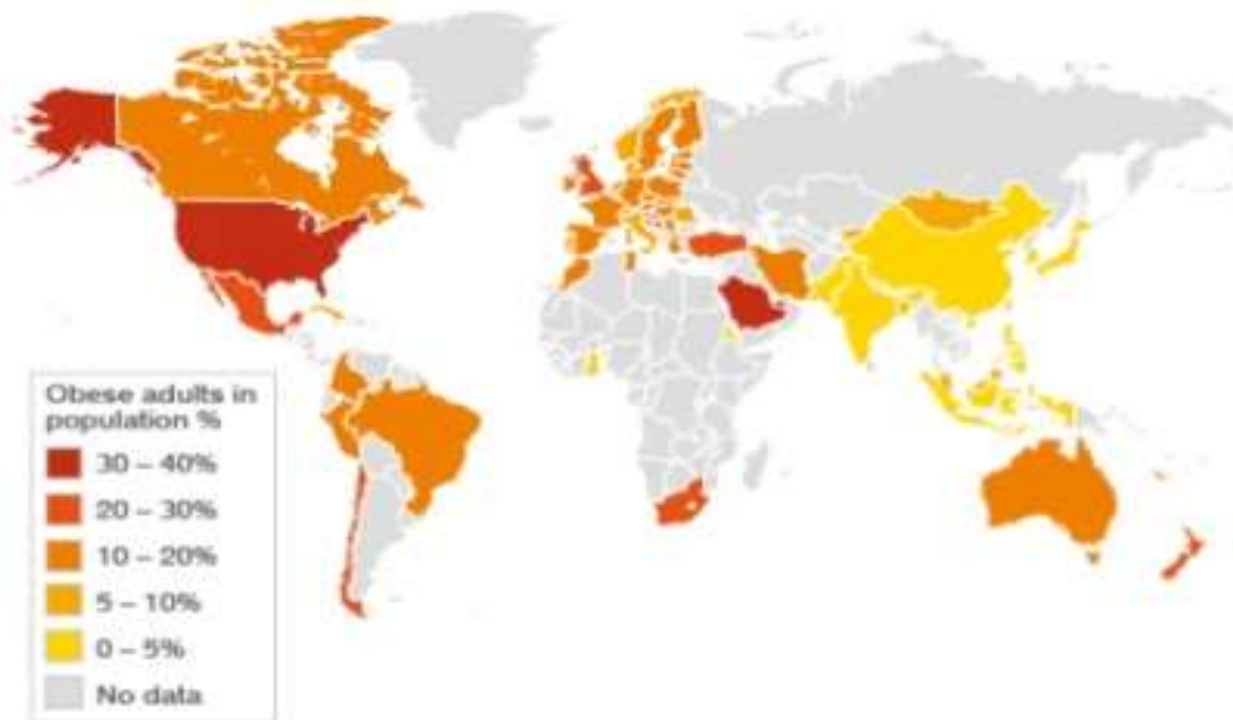 Obese adults in
population %
30 – 40%
20 – 30%
10 – 20%
5 – 10%
0 – 5%
No data